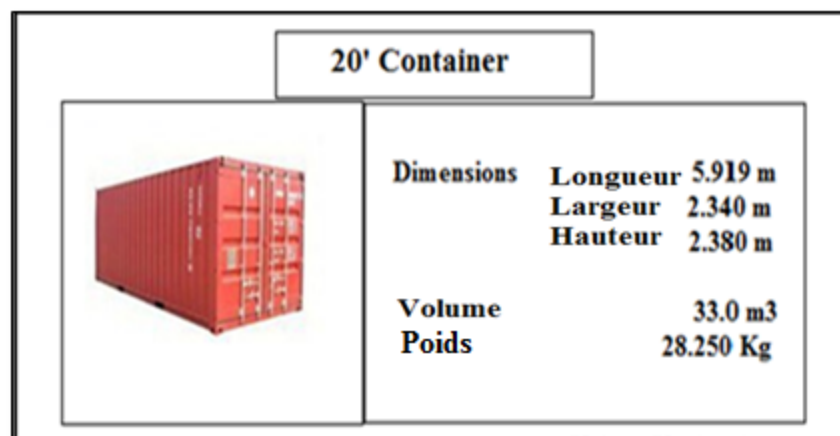 20' Container
Dimensions Longueur 5.919 m
Largeur 2.340 m
Hauteur 2.380 m
Volume 33.0 m3
Poids 28.250 Kg